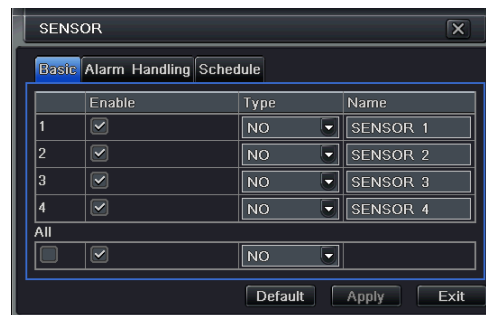 SENSOR
Basic Alarm Handling Schedule
Enable Type Name
1 NO SENSOR 1
2 NO SENSOR 2
3 NO SENSOR 3
4 NO SENSOR 4
All
NO
Default Apply Exit